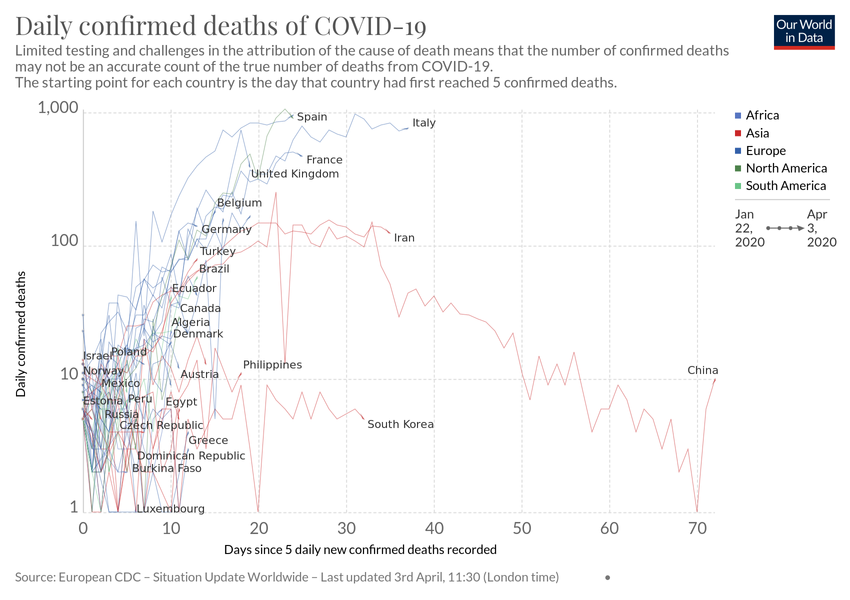 Daily confirmed deaths of COVID-19
Our World
in Data
Limited testing and challenges in the attribution of the cause of death means that the number of confirmed deaths
may not be an accurate count of the true number of deaths from COVID-19.
The starting point for each country is the day that country had first reached 5 confirmed deaths.
1,000
100
10
1
Daily confirmed deaths
Spain
Italy
France
United Kingdom
Belgium
Germany
Iran
Turkey
Brazil
Ecuador
Canada
Algeria
Denmark
Israel
Poland
Norway
Mexico
Austria
Philippines
China
Estonia
Peru
Egypt
Russia
Czech Republic
South Korea
Greece
Dominican Republic
Burkina Faso
Luxembourg
0
10
20
30
40
50
60
70
Days since 5 daily new confirmed deaths recorded
Africa
Asia
Europe
North America
South America
Jan
22,
2020
Apr
3,
2020
Source: European CDC – Situation Update Worldwide – Last updated 3rd April, 11:30 (London time)